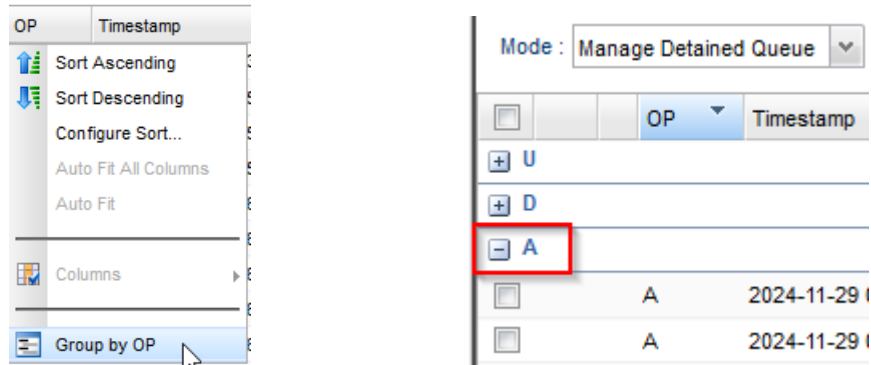 OP Timestamp
Sort Ascending
Sort Descending
Configure Sort...
Auto Fit All Columns
Auto Fit
Columns
Group by OP
Mode : Manage Detained Queue
OP Timestamp
U
D
A
A 2024-11-29
A 2024-11-29